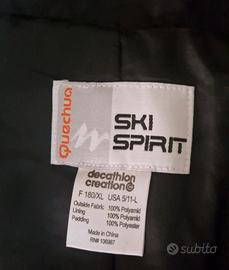 Quechua
SKI
SPIRIT
decathlon
creation
F 180/XL USA 5/11-L
Outside Fabric 100% Polyamid
Lining 100% Polyamid
Padding 100% Polyester
Made in China
RN# 106987
subito